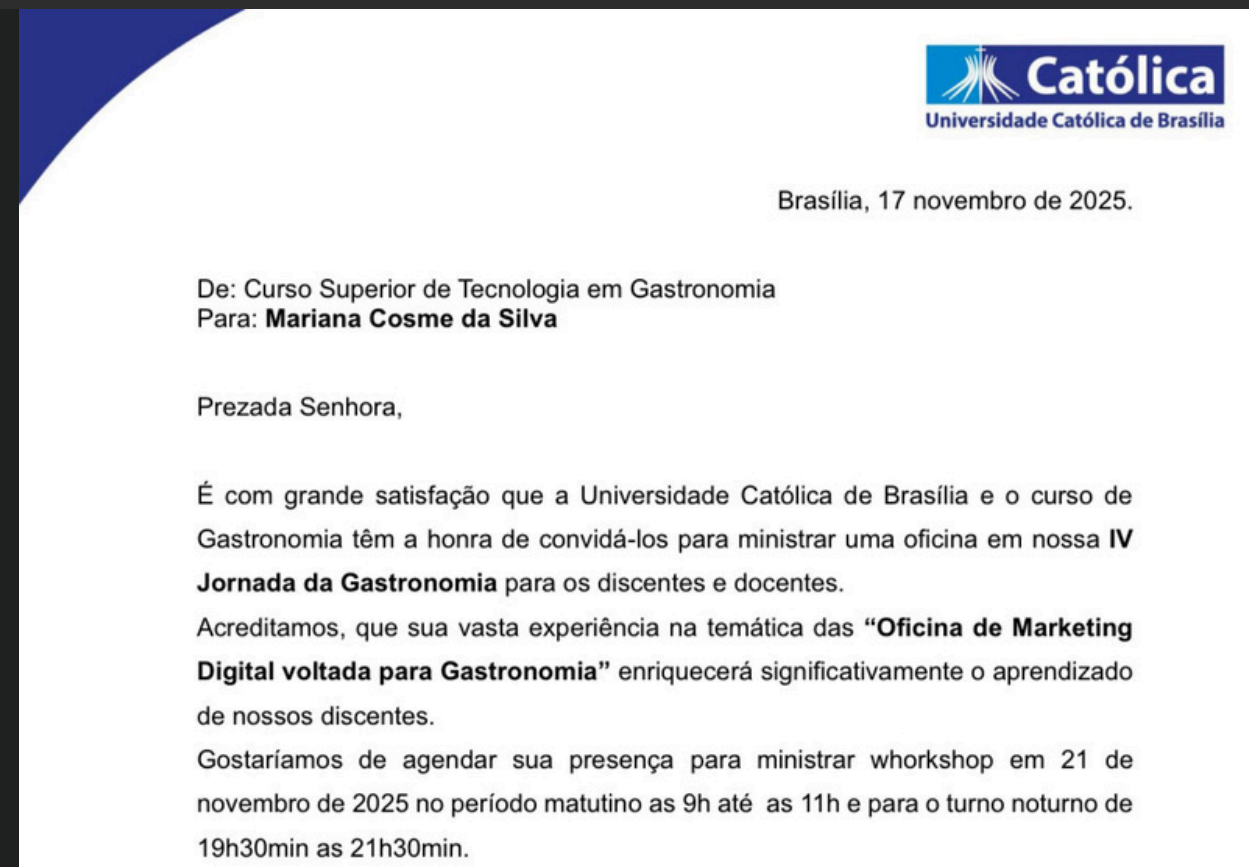 Católica
Universidade Católica de Brasília
Brasília, 17 novembro de 2025.
De: Curso Superior de Tecnologia em Gastronomia
Para: Mariana Cosme da Silva
Prezada Senhora,
É com grande satisfação que a Universidade Católica de Brasília e o curso de
Gastronomia têm a honra de convidá-los para ministrar uma oficina em nossa IV
Jornada da Gastronomia para os discentes e docentes.
Acreditamos, que sua vasta experiência na temática das “Oficina de Marketing
Digital voltada para Gastronomia” enriquecerá significativamente o aprendizado
de nossos discentes.
Gostaríamos de agendar sua presença para ministrar whorkshop em 21 de
novembro de 2025 no período matutino as 9h até  as 11h e para o turno noturno de
19h30min as 21h30min.